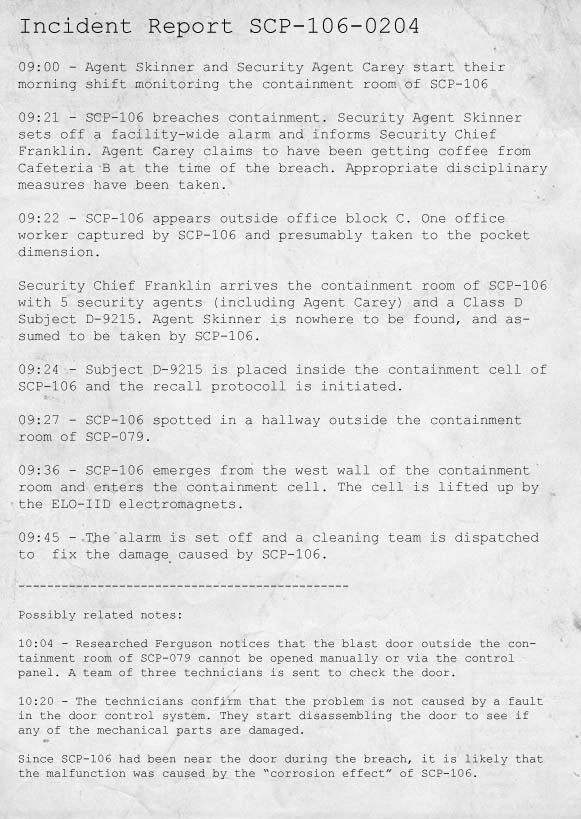 Incident Report SCP-106-0204
09:00 - Agent Skinner and Security Agent Carey start their
morning shift monitoring the containment room of SCP-106
09:21 - SCP-106 breaches containment. Security Agent Skinner
sets off a facility-wide alarm and informs Security Chief
Franklin. Agent Carey claims to have been getting coffee from
Cafeteria B at the time of the breach. Appropriate disciplinary
measures have been taken.
09:22 - SCP-106 appears outside office block C. One office
worker captured by SCP-106 and presumably taken to the pocket
dimension.
Security Chief Franklin arrives the containment room of SCP-106
with 5 security agents (including Agent Carey) and a Class D
Subject D-9215. Agent Skinner is nowhere to be found, and as-
sumed to be taken by SCP-106.
09:24 - Subject D-9215 is placed inside the containment cell of
SCP-106 and the recall protocoll is initiated.
09:27 - SCP-106 spotted in a hallway outside the containment
room of SCP-079.
09:36 - SCP-106 emerges from the west wall of the containment
room and enters the containment cell. The cell is lifted up by
the ELO-IID electromagnets.
09:45 - The alarm is set off and a cleaning team is dispatched
to  fix the damage caused by SCP-106.
-------------------------------------------
Possibly related notes:
10:04 - Researched Ferguson notices that the blast door outside the con-
tainment room of SCP-079 cannot be opened manually or via the control
panel. A team of three technicians is sent to check the door.
10:20 - The technicians confirm that the problem is not caused by a fault
in the door control system. They start disassembling the door to see if
any of the mechanical parts are damaged.
Since SCP-106 had been near the door during the breach, it is likely that
the malfunction was caused by the “corrosion effect” of SCP-106.